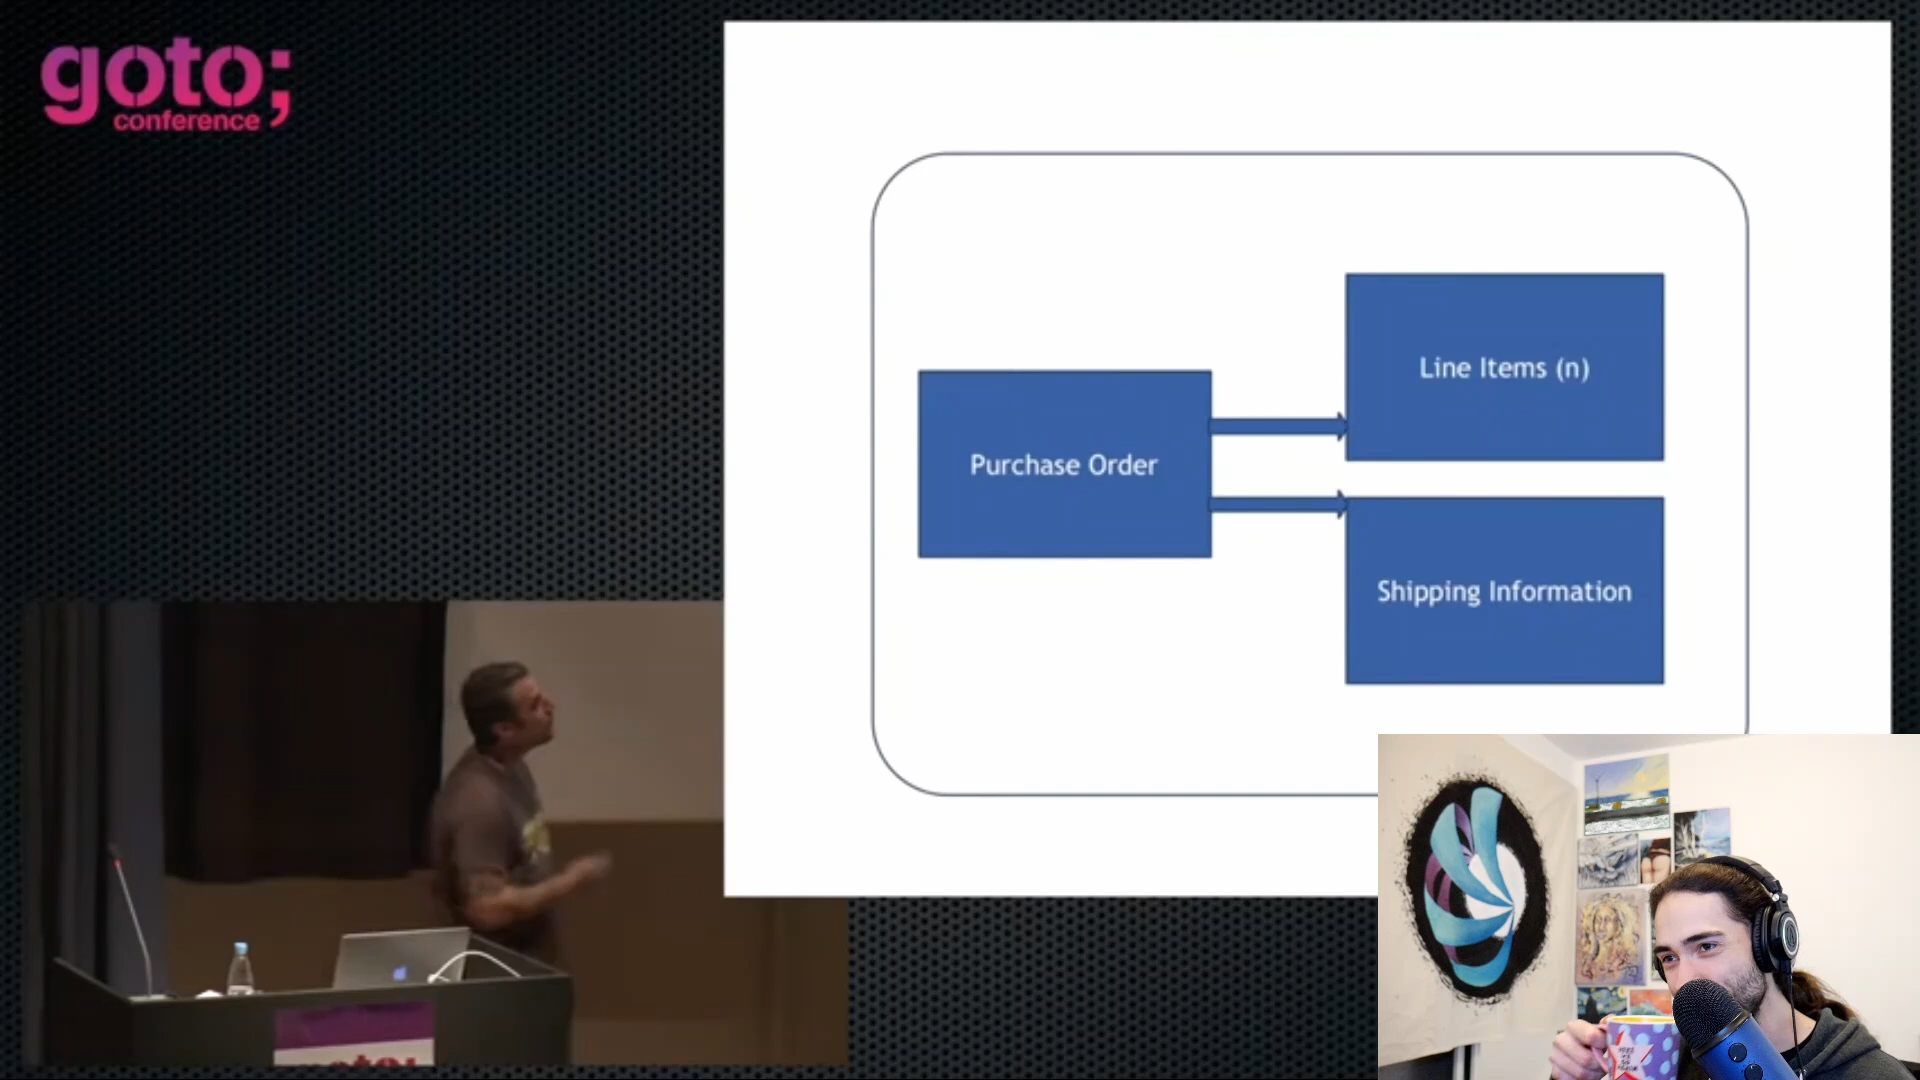 goto;
conference
Purchase Order
Line Items (n)
Shipping Information